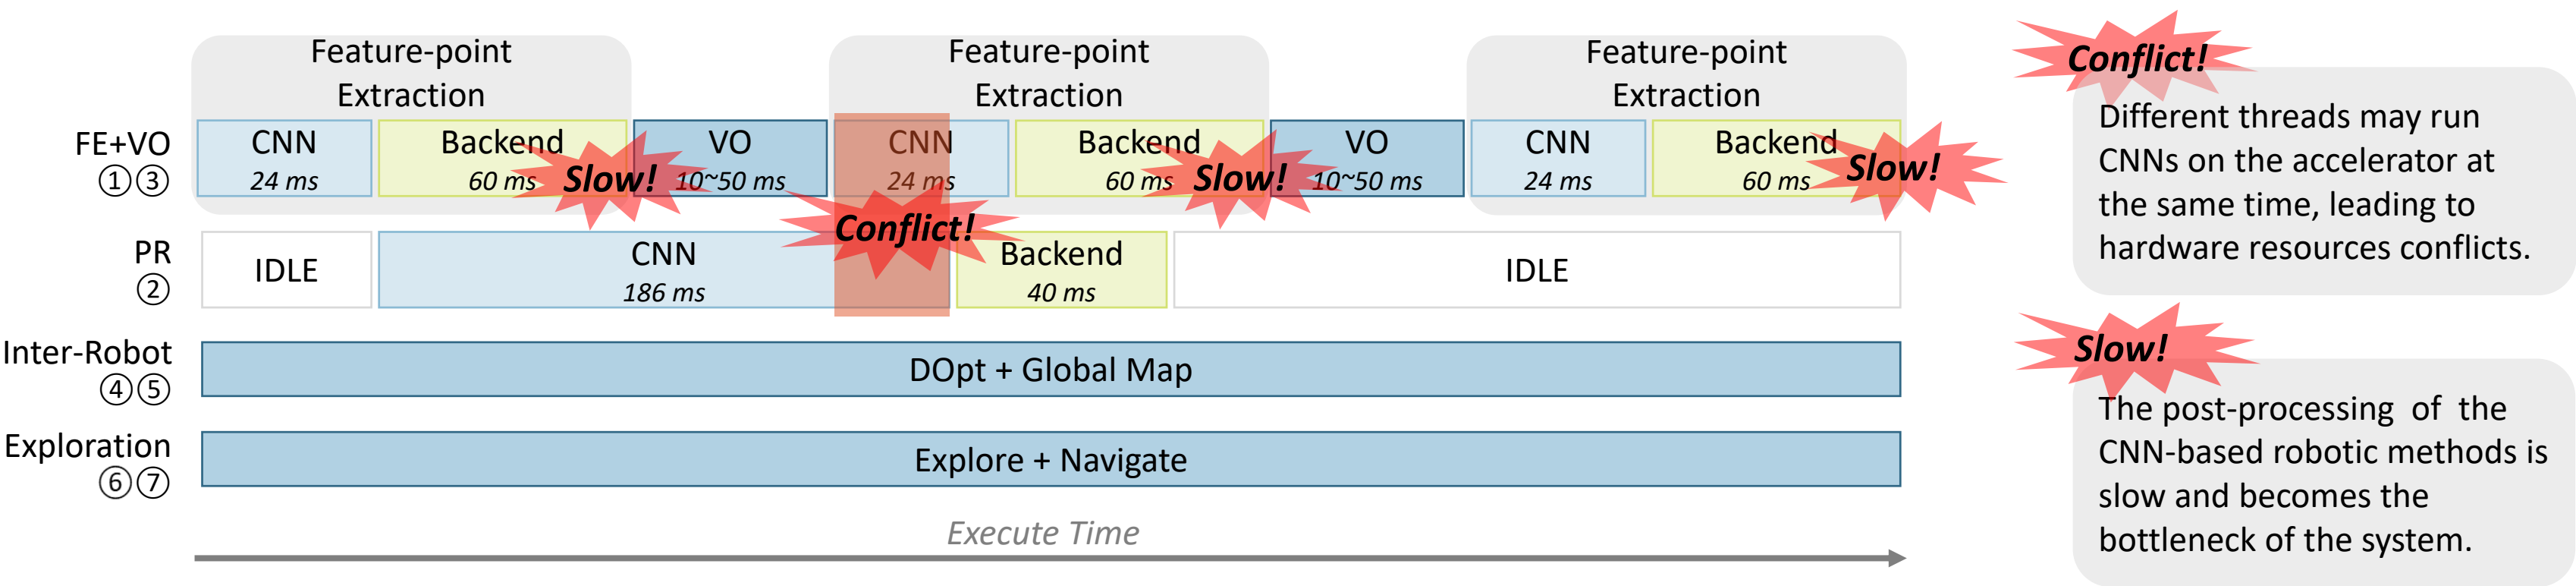 Feature-point
Extraction
Feature-point
Extraction
Feature-point
Extraction
FE+VO
①③
CNN
24 ms
Backend
60 ms
Slow!
VO
10~50 ms
CNN
24 ms
Backend
60 ms
Slow!
VO
10~50 ms
CNN
24 ms
Backend
60 ms
Slow!
Conflict!
PR
②
IDLE
CNN
186 ms
Backend
40 ms
IDLE
Inter-Robot
④⑤
DOpt + Global Map
Exploration
⑥⑦
Explore + Navigate
Execute Time
Conflict!
Different threads may run
CNNs on the accelerator at
the same time, leading to
hardware resources conflicts.
Slow!
The post-processing of the
CNN-based robotic methods is
slow and becomes the
bottleneck of the system.